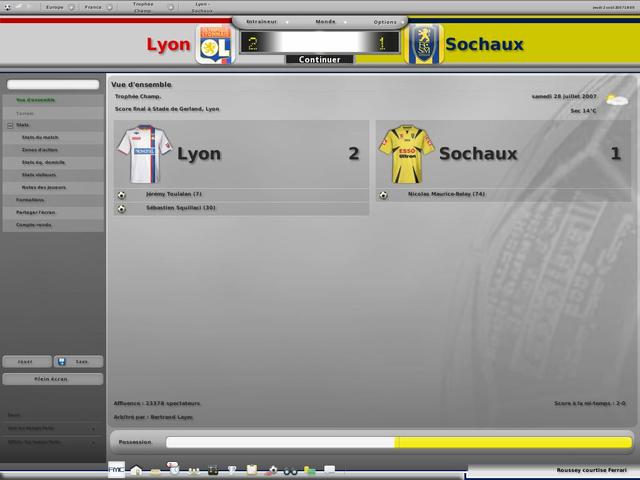 Europe
France
Trophée Champ.
Lyon - Sochaux
Entraîneur
Monde
Options
Lyon
2
1
Sochaux
Continuer
Vue d'ensemble
Terrain
Stats
Stats du match
Zones d'action
Stats éq. domicile
Stats visiteurs
Notes des joueurs
Formations
Partager l'écran
Compte-rendu
Plein écran
Vue d'ensemble
Trophée Champ.
samedi 28 juillet 2007
Score final à Stade de Gerland, Lyon
Sec 14°C
Lyon 2
Sochaux 1
Jérémy Toulalan (7)
Nicolas Maurice-Belay (74)
Sébastien Squillaci (30)
Affluence : 23378 spectateurs
Score à la mi-temps : 2-0
Arbitré par : Bertrand Layec
Possession
FMC
Roussey courtise Ferrari